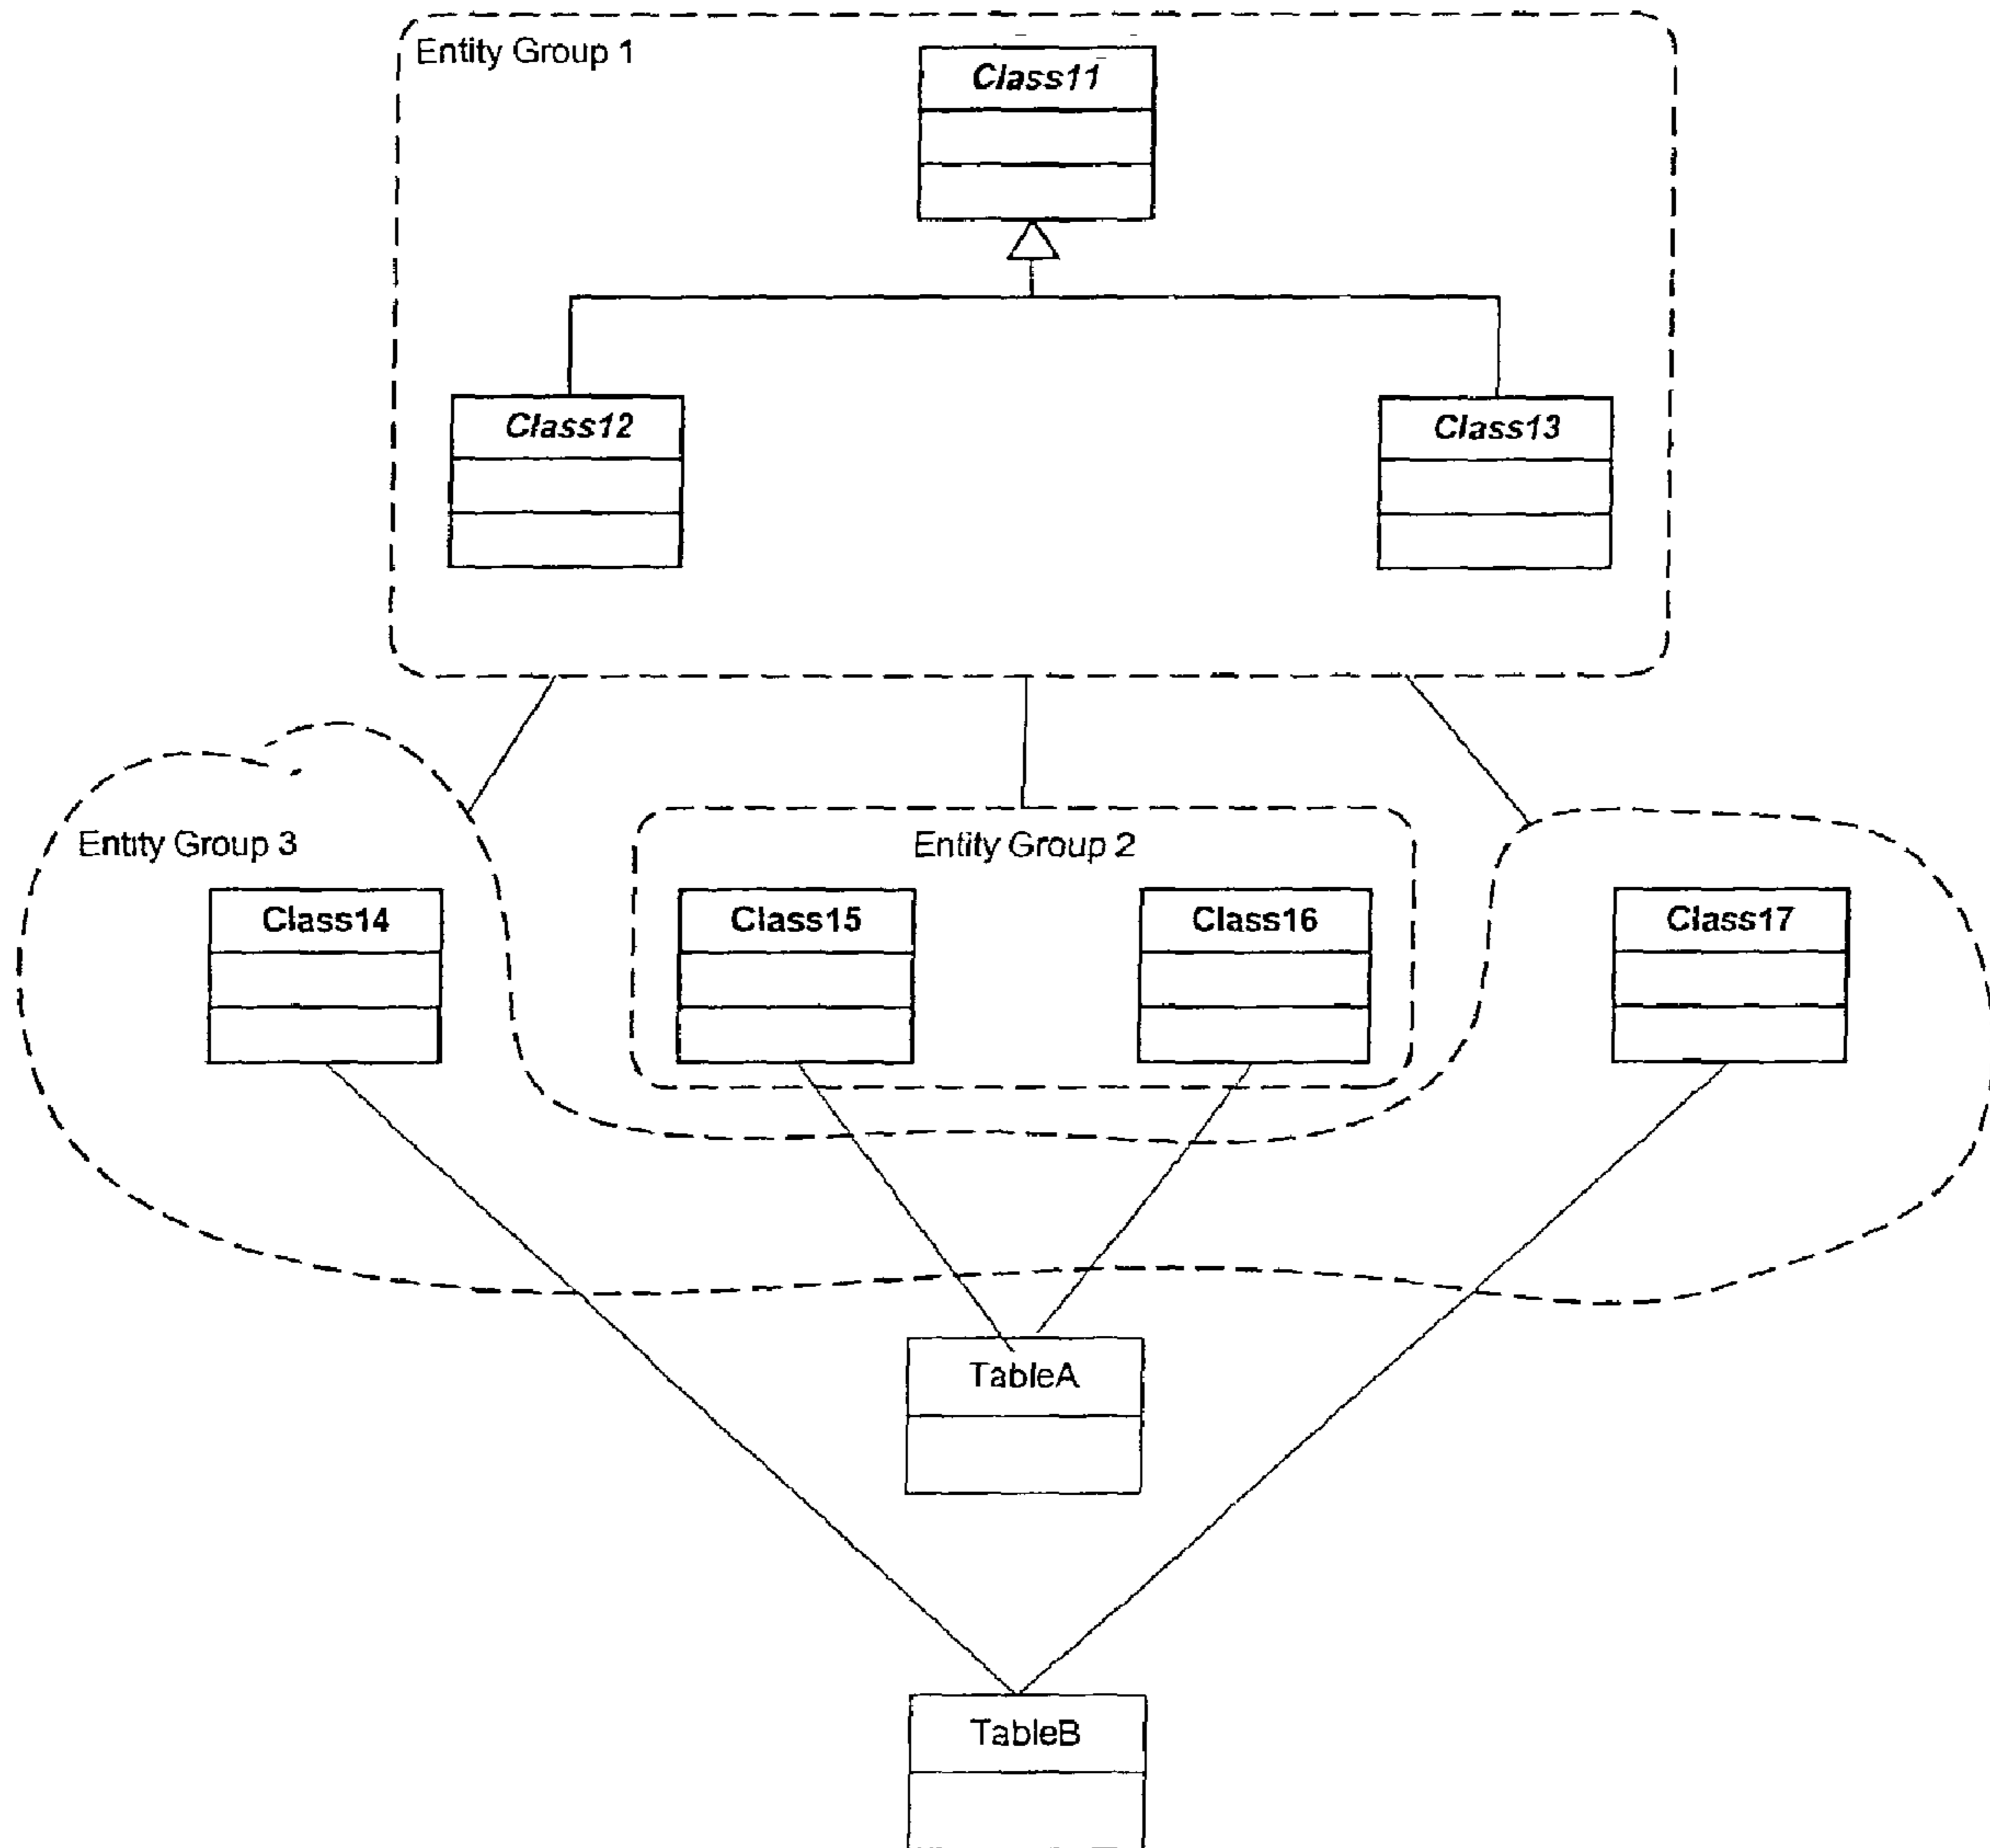 Entity Group 1
Class11
Class12
Class13
Entity Group 3
Entity Group 2
Class14
Class15
Class16
Class17
TableA
TableB